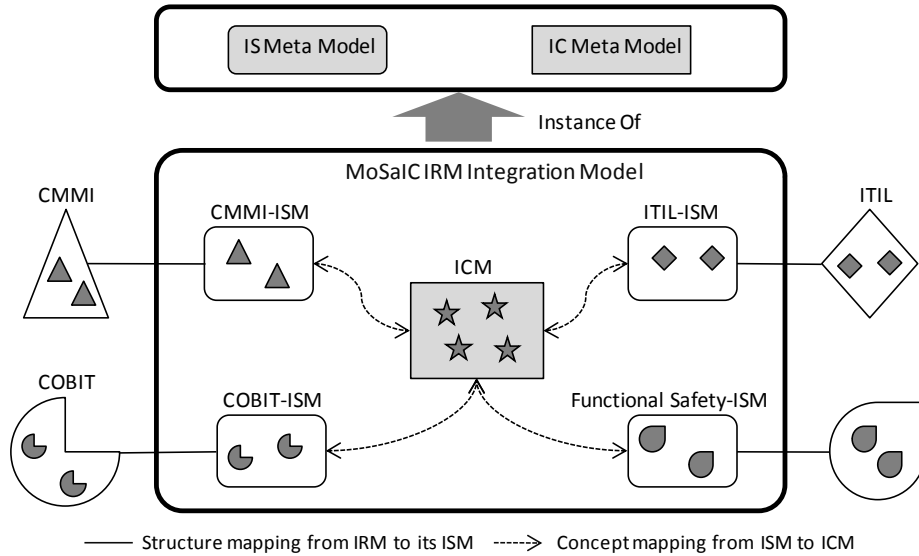 IS Meta Model
IC Meta Model
Instance Of
MoSaIC IRM Integration Model
CMMI
CMMI-ISM
ITIL-ISM
ITIL
ICM
COBIT
COBIT-ISM
Functional Safety-ISM
Structure mapping from IRM to its ISM
Concept mapping from ISM to ICM